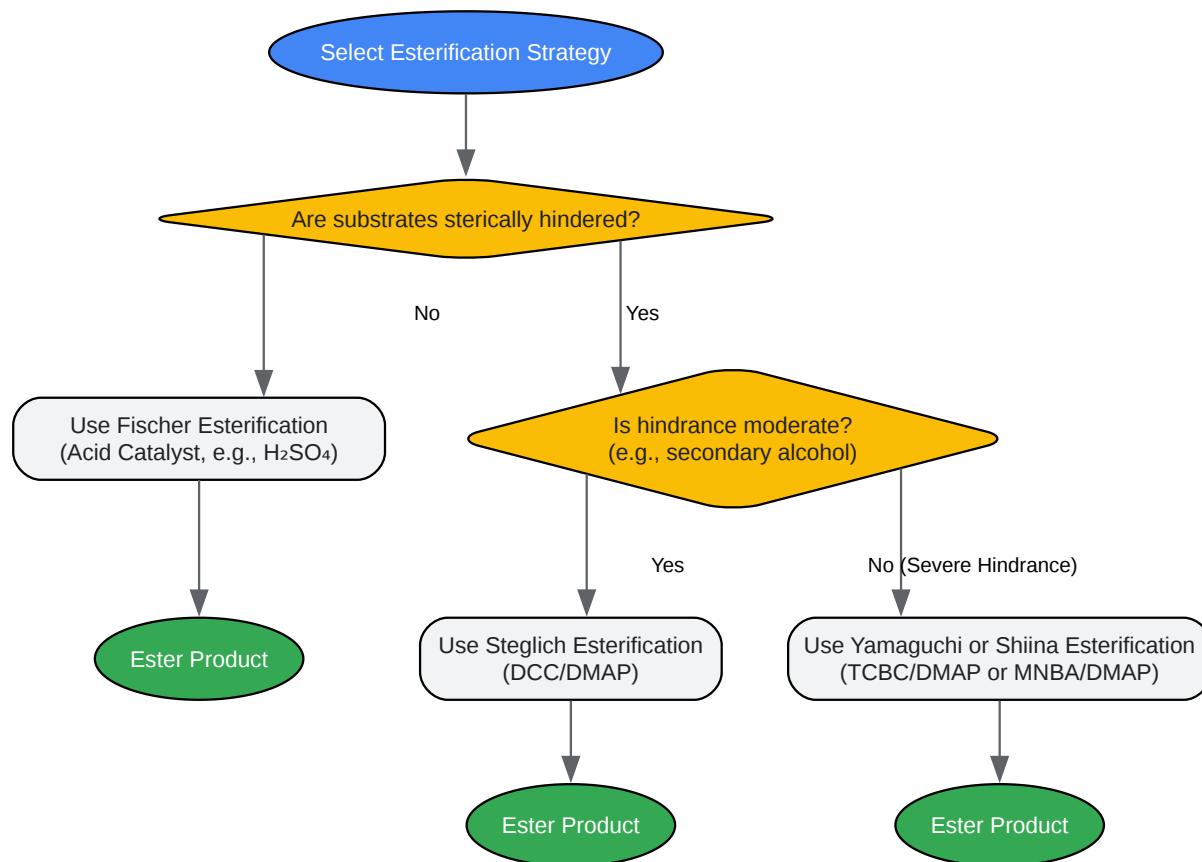 Select Esterification Strategy
Are substrates sterically hindered?
No
Yes
Use Fischer Esterification
(Acid Catalyst, e.g., H₂SO₄)
Is hindrance moderate?
(e.g., secondary alcohol)
Yes
No (Severe Hindrance)
Ester Product
Use Steglich Esterification
(DCC/DMAP)
Use Yamaguchi or Shiina Esterification
(TCBC/DMAP or MNBA/DMAP)
Ester Product
Ester Product